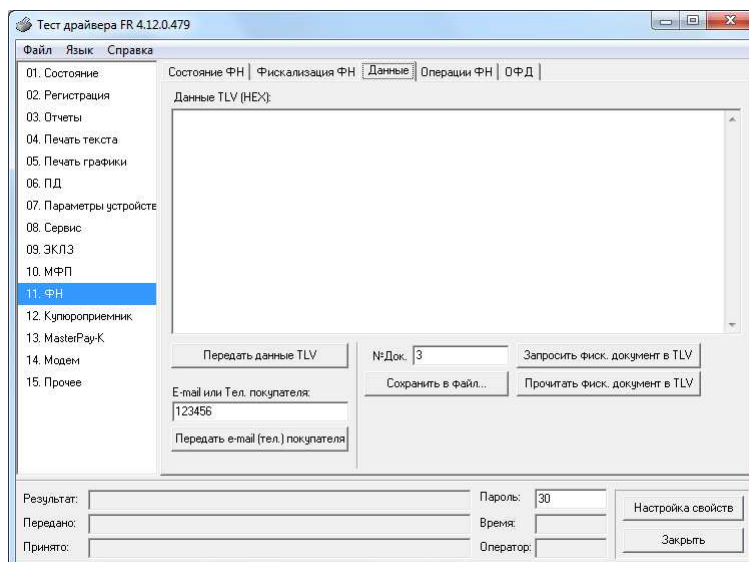 Тест драйвера FR 4.12.0.479
Файл Язык Справка
01. Состояние
02. Регистрация
03. Отчеты
04. Печать текста
05. Печать графики
06. ПД
07. Параметры устройств
08. Сервис
09. ЭКЛЗ
10. МФП
11. ФН
12. Купюроприемник
13. MasterPay-K
14. Модем
15. Прочее
Состояние ФН Фискализация ФН Данные Операции ФН ОФД
Данные TLV (HEX):
Передать данные TLV
№Док. 3
Запросить фиск. документ в TLV
Сохранить в файл...
Прочитать фиск. документ в TLV
E-mail или Тел. покупателя:
123456
Передать e-mail (тел.) покупателя
Результат:
Передано:
Принято:
Пароль: 30
Время:
Оператор:
Настройка свойств
Закрыть